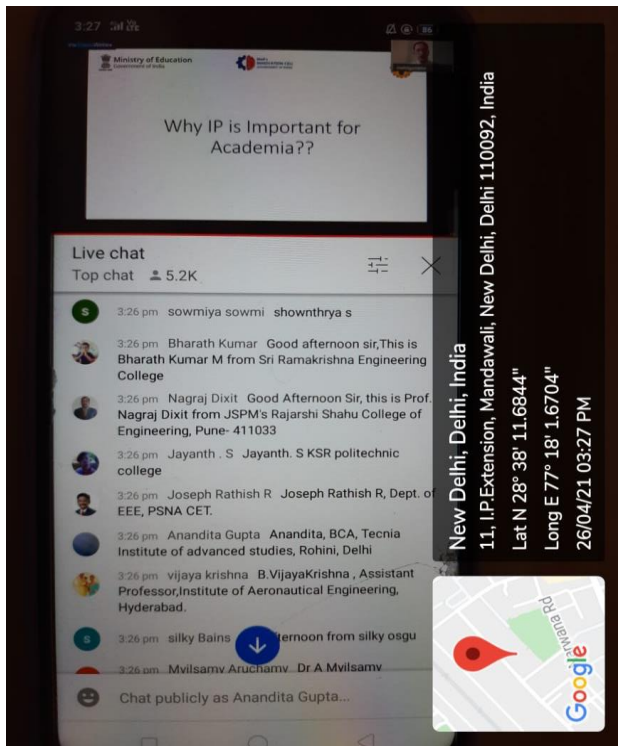 3:27
86
Ministry of Education
Government of India
Why IP is Important for
Academia??
Live chat
Top chat 5.2K
S
3:26 pm sowmiya sowmi shownthrya s
3:26 pm Bharath Kumar Good afternoon sir,This is
Bharath Kumar M from Sri Ramakrishna Engineering
College
3:26 pm Nagraj Dixit Good Afternoon Sir, this is Prof.
Nagraj Dixit from JSPM's Rajarshi Shahu College of
Engineering, Pune- 411033
3:26 pm Jayanth . S Jayanth. S KSR politechnic
college
3:26 pm Joseph Rathish R Joseph Rathish R, Dept. of
EEE, PSNA CET.
3:26 pm Anandita Gupta Anandita, BCA, Tecnia
Institute of advanced studies, Rohini, Delhi
3:26 pm vijaya krishna B.VijayaKrishna , Assistant
Professor,Institute of Aeronautical Engineering,
Hyderabad.
S
3:26 pm silky Bains from silky osgu
3:26 pm Mvilsamy Aruchamy Dr A Mvilsamy
Chat publicly as Anandita Gupta...
New Delhi, Delhi, India
11, I.P.Extension, Mandawali, New Delhi, Delhi 110092, India
Lat N 28° 38' 11.6844"
Long E 77° 18' 1.6704"
26/04/21 03:27 PM
Google